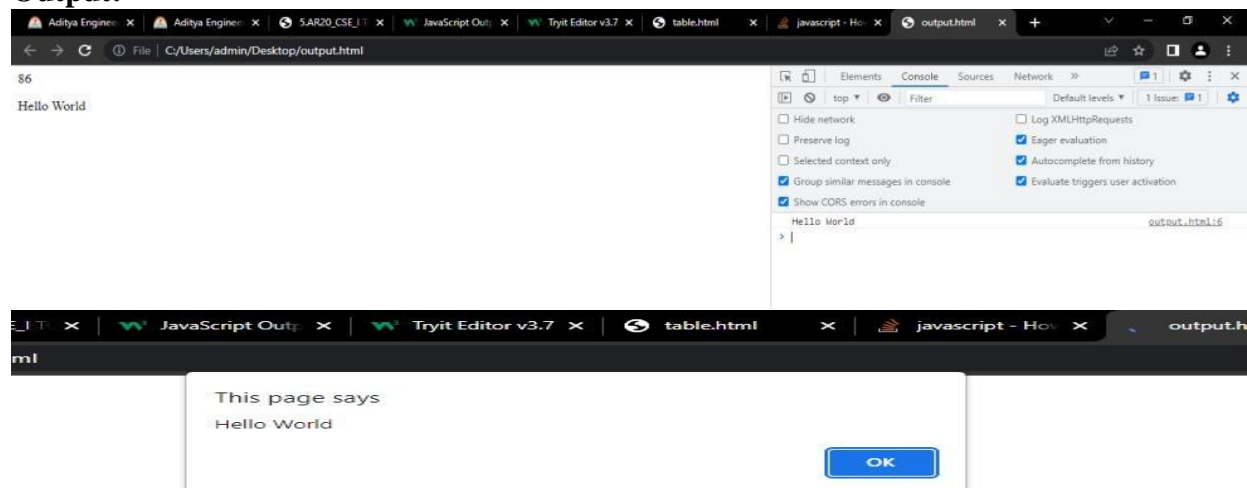 Output:
Aditya Enginee Aditya Enginee 5.AR20_CSE_I T JavaScript Outp Tryit Editor v3.7 table.html javascript - Ho output.html
File C:/Users/admin/Desktop/output.html
86
Hello World
Elements Console Sources Network » 1
top Filter Default levels 1 Issue: 1
Hide network Log XMLHttpRequests
Preserve log Eager evaluation
Selected context only Autocomplete from history
Group similar messages in console Evaluate triggers user activation
Show CORS errors in console
Hello World output.html:6
>
E_I T JavaScript Outp Tryit Editor v3.7 table.html javascript - Hov output.h
ml
This page says
Hello World
OK